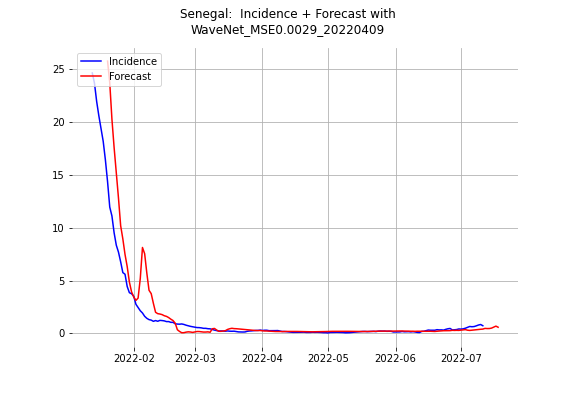 Senegal:  Incidence + Forecast with
WaveNet_MSE0.0029_20220409
Incidence
Forecast
25
20
15
10
5
0
2022-02 2022-03 2022-04 2022-05 2022-06 2022-07